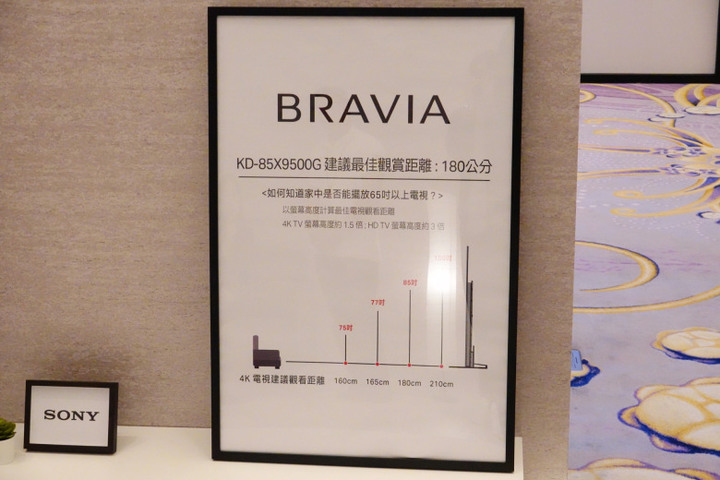 BRAVIA
KD-85X9500G 建議最佳觀賞距離：180公分
<如何知道家中是否能擺放65吋以上電視？>
以螢幕高度計算最佳電視觀看距離
4K TV 螢幕高度約 1.5 倍；HD TV 螢幕高度約 3 倍
85吋
77吋
75吋
4K 電視建議觀看距離 160cm 165cm 180cm 210cm
SONY